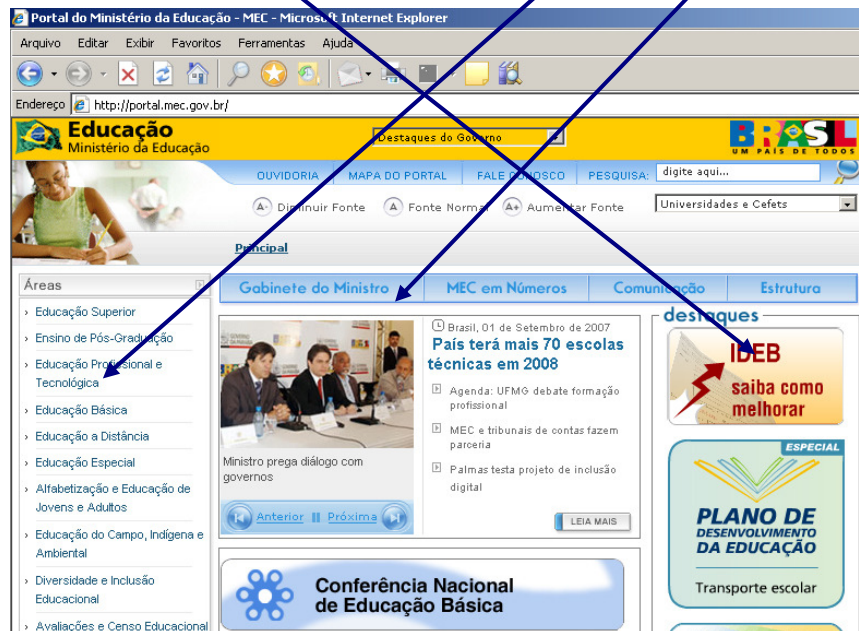 Portal do Ministério da Educação - MEC - Microsoft Internet Explorer
Arquivo Editar Exibir Favoritos Ferramentas Ajuda
Endereço http://portal.mec.gov.br/
Educação
Ministério da Educação
Destaques do Governo
BRASIL
UM PAÍS DE TODOS
OUVIDORIA MAPA DO PORTAL FALE CONOSCO PESQUISA: digite aqui...
A- Diminuir Fonte A Fonte Normal A+ Aumentar Fonte Universidades e Cefets
Principal
Áreas
Educação Superior
Ensino de Pós-Graduação
Educação Profissional e
Tecnológica
Educação Básica
Educação a Distância
Educação Especial
Alfabetização e Educação de
Jovens e Adultos
Educação do Campo, Indígena e
Ambiental
Diversidade e Inclusão
Educacional
Avaliações e Censo Educacional
Gabinete do Ministro MEC em Números Comunicação Estrutura
Ministro prega diálogo com
governos
Anterior Próxima
Brasil, 01 de Setembro de 2007
País terá mais 70 escolas
técnicas em 2008
Agenda: UFMG debate formação
profissional
MEC e tribunais de contas fazem
parceria
Palmas testa projeto de inclusão
digital
LEIA MAIS
Conferência Nacional
de Educação Básica
destaques
IDEB
saiba como
melhorar
ESPECIAL
PLANO DE
DESENVOLVIMENTO
DA EDUCAÇÃO
Transporte escolar